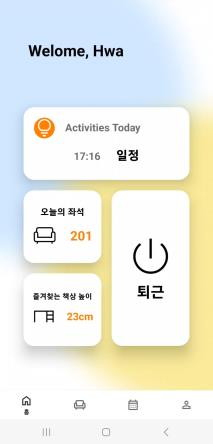 Welome, Hwa
Activities Today
17:16 일정
오늘의 좌석
201
퇴근
즐겨찾는 책상 높이
23cm
홈